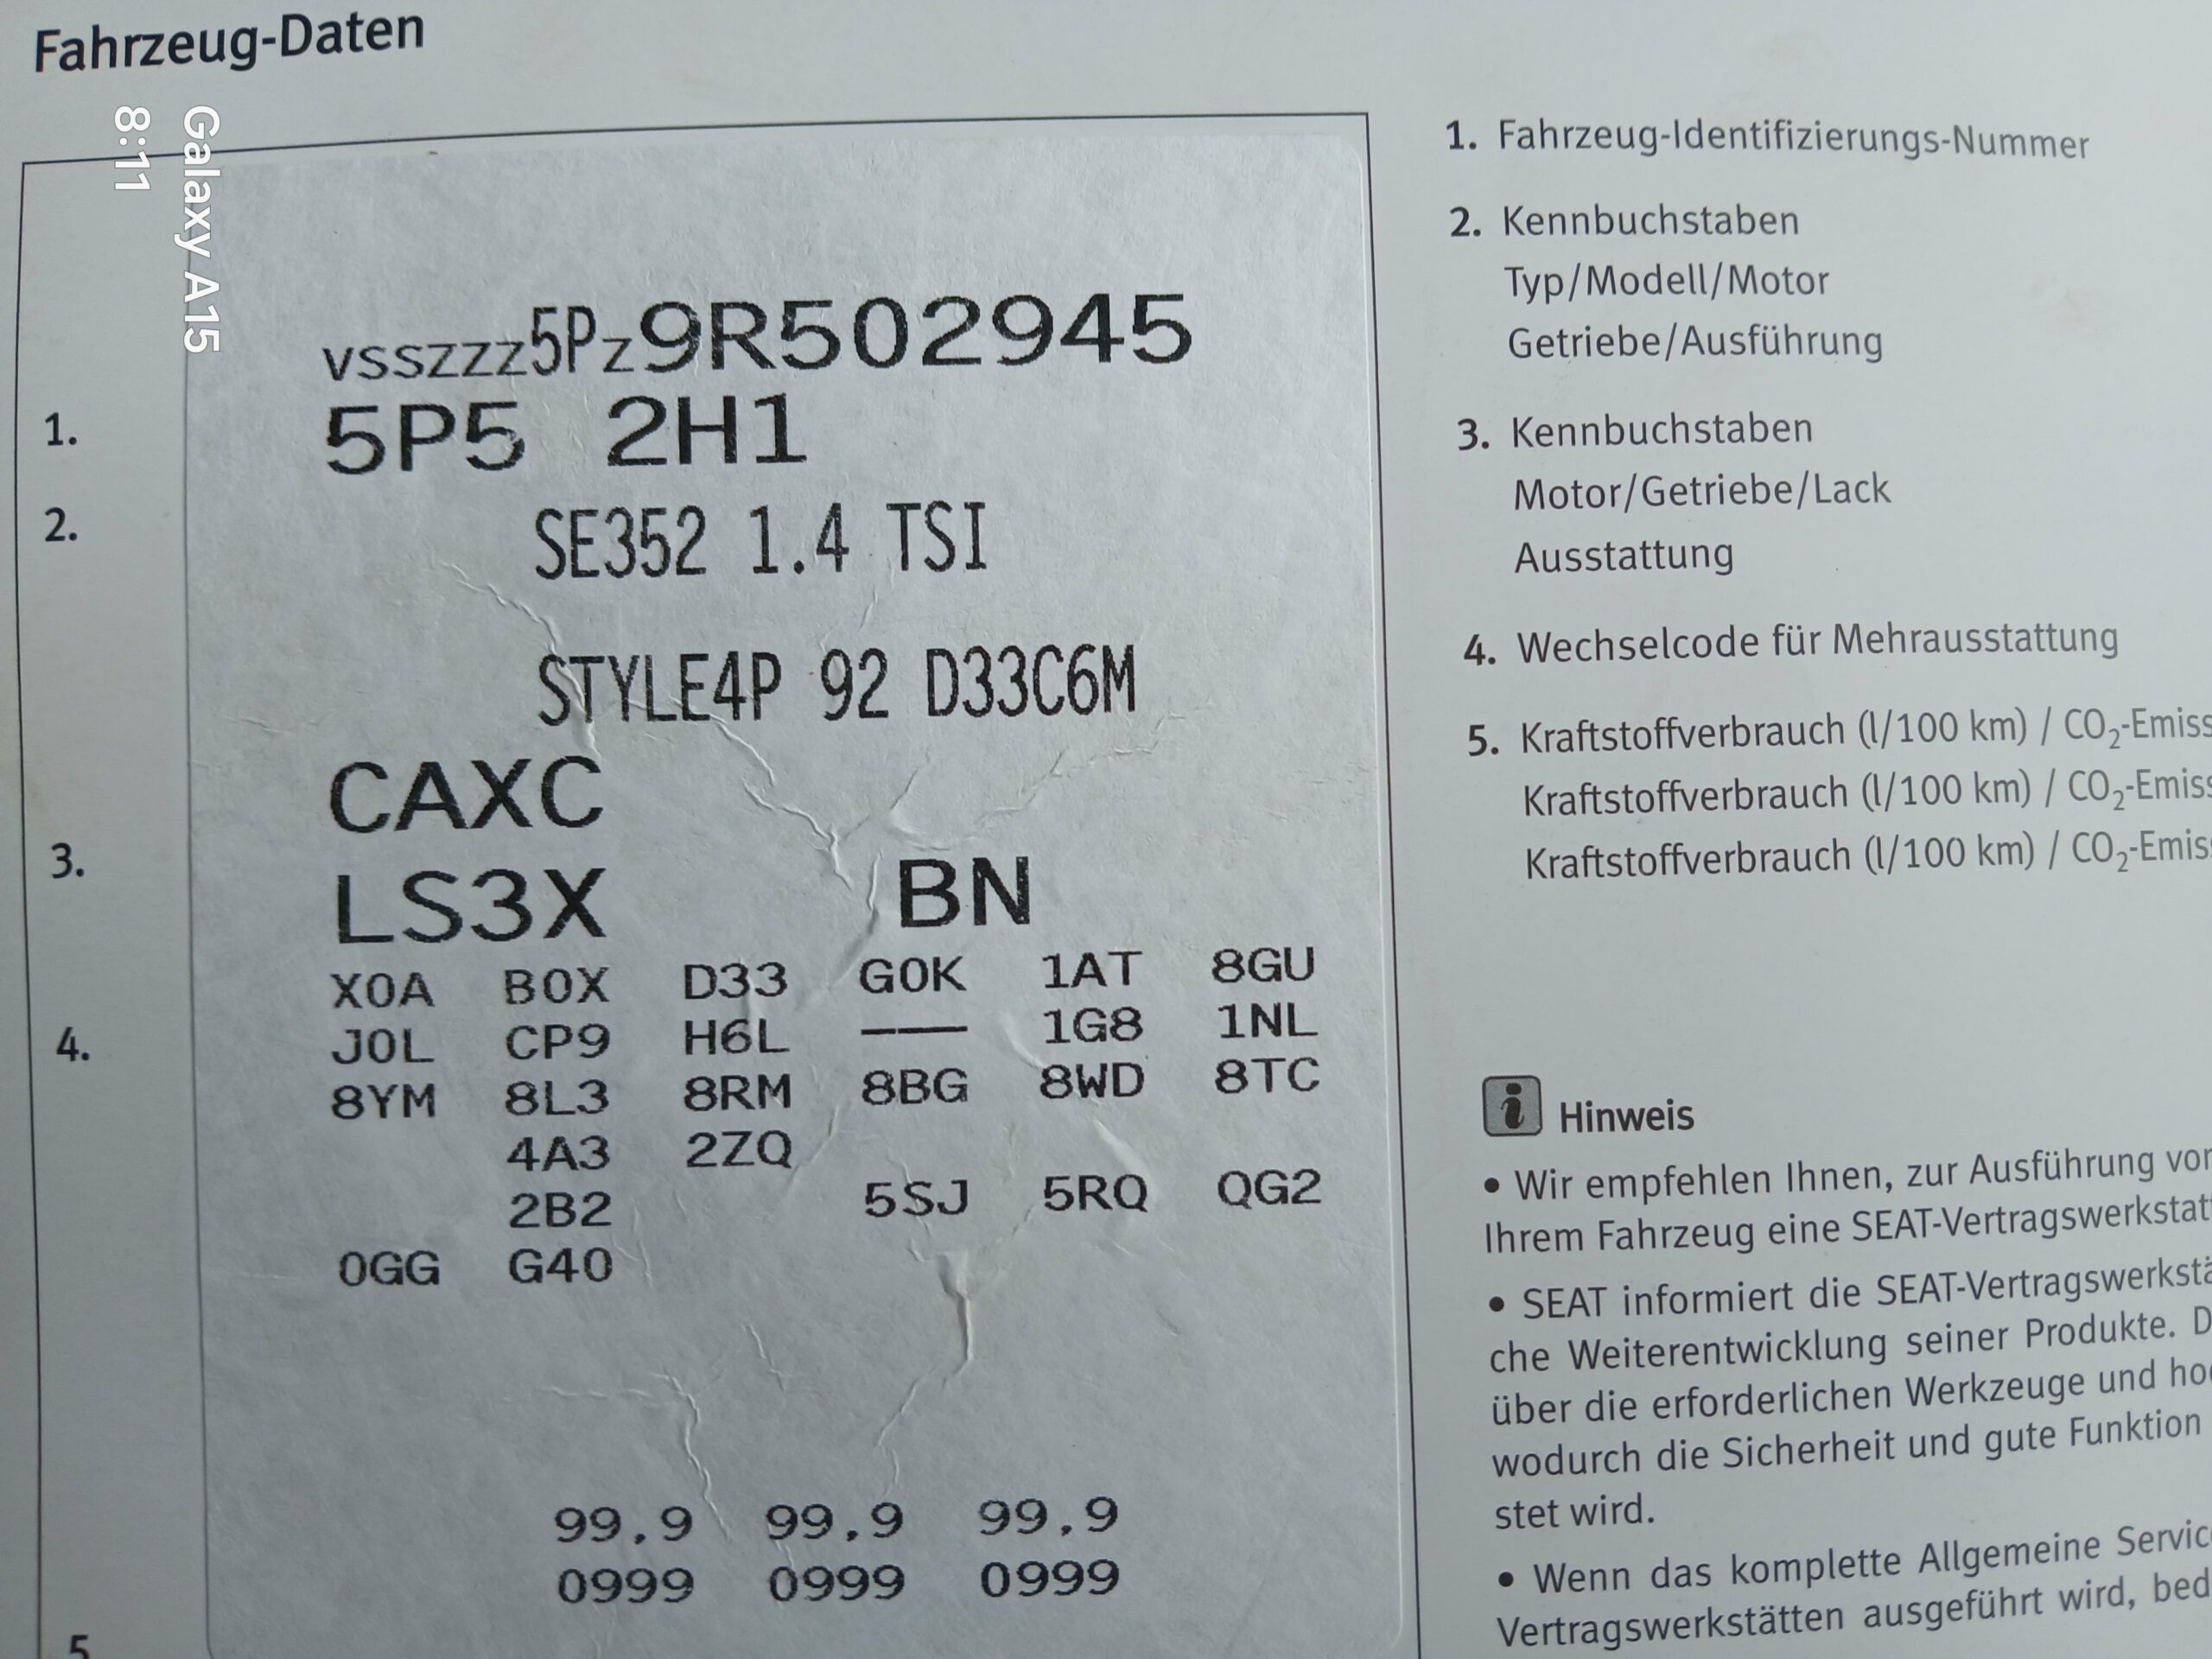 Fahrzeug-Daten
Galaxy A15
8:11
vsszzz5Pz9R502945
1.
5P5 2H1
2.
SE352 1.4 TSI
STYLE4P 92 D33C6M
CAXC
3.
LS3X BN
X0A B0X D33 G0K 1AT 8GU
4.
J0L CP9 H6L --- 1G8 1NL
8YM 8L3 8RM 8BG 8WD 8TC
4A3 2ZQ
2B2 5SJ 5RQ QG2
0GG G40
99.9 99.9 99.9
0999 0999 0999
5
1. Fahrzeug-Identifizierungs-Nummer
2. Kennbuchstaben
Typ/Modell/Motor
Getriebe/Ausführung
3. Kennbuchstaben
Motor/Getriebe/Lack
Ausstattung
4. Wechselcode für Mehrausstattung
5. Kraftstoffverbrauch (l/100 km) / CO₂-Emiss
Kraftstoffverbrauch (l/100 km) / CO₂-Emiss
Kraftstoffverbrauch (l/100 km) / CO₂-Emis
i Hinweis
• Wir empfehlen Ihnen, zur Ausführung vor
Ihrem Fahrzeug eine SEAT-Vertragswerkstat
• SEAT informiert die SEAT-Vertragswerkstä
che Weiterentwicklung seiner Produkte. D
über die erforderlichen Werkzeuge und ho
wodurch die Sicherheit und gute Funktion
stet wird.
• Wenn das komplette Allgemeine Servic
Vertragswerkstätten ausgeführt wird, bed